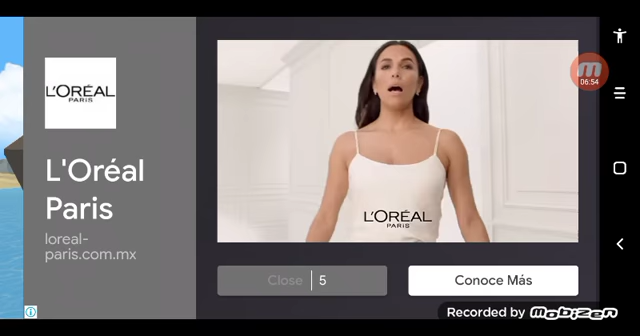 L'ORÉAL
PARIS
L'Oréal
Paris
loreal-
paris.com.mx
L'ORÉAL
PARIS
Close 5
Conoce Más
06:54
Recorded by Mobizen